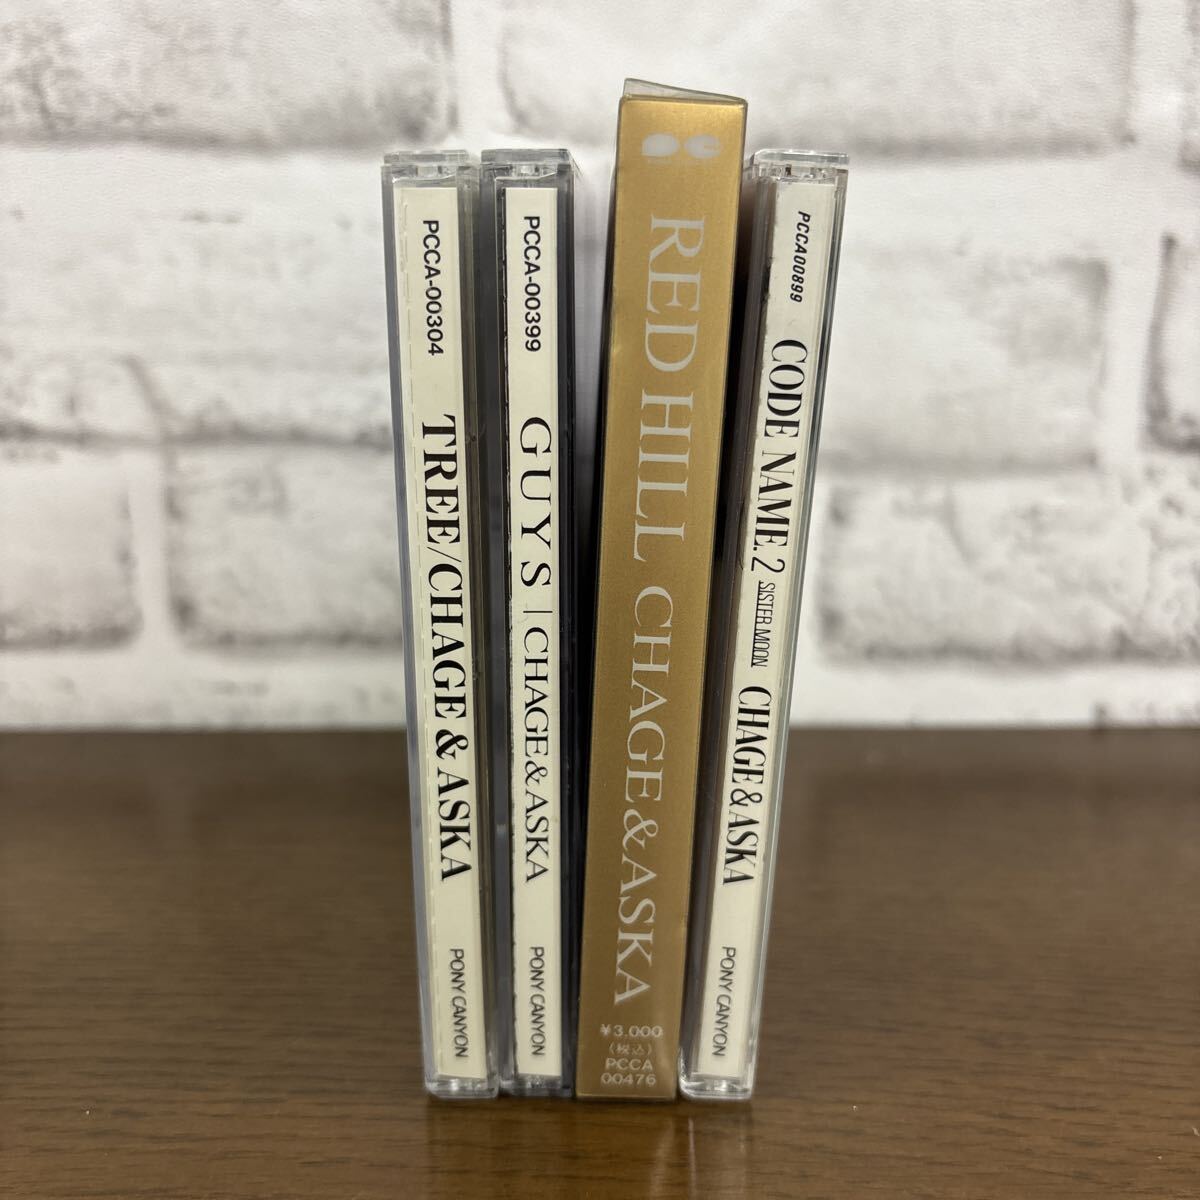 PCCA-00304
TREE/CHAGE & ASKA
PONY CANYON
PCCA-00399
GUYS | CHAGE&ASKA
PONY CANYON
RED HILL CHAGE&ASKA
¥3,000
(税込)
PCCA
00476
PCCA00899
CODE NAME.2 SISTER MOON CHAGE&ASKA
PONY CANYON